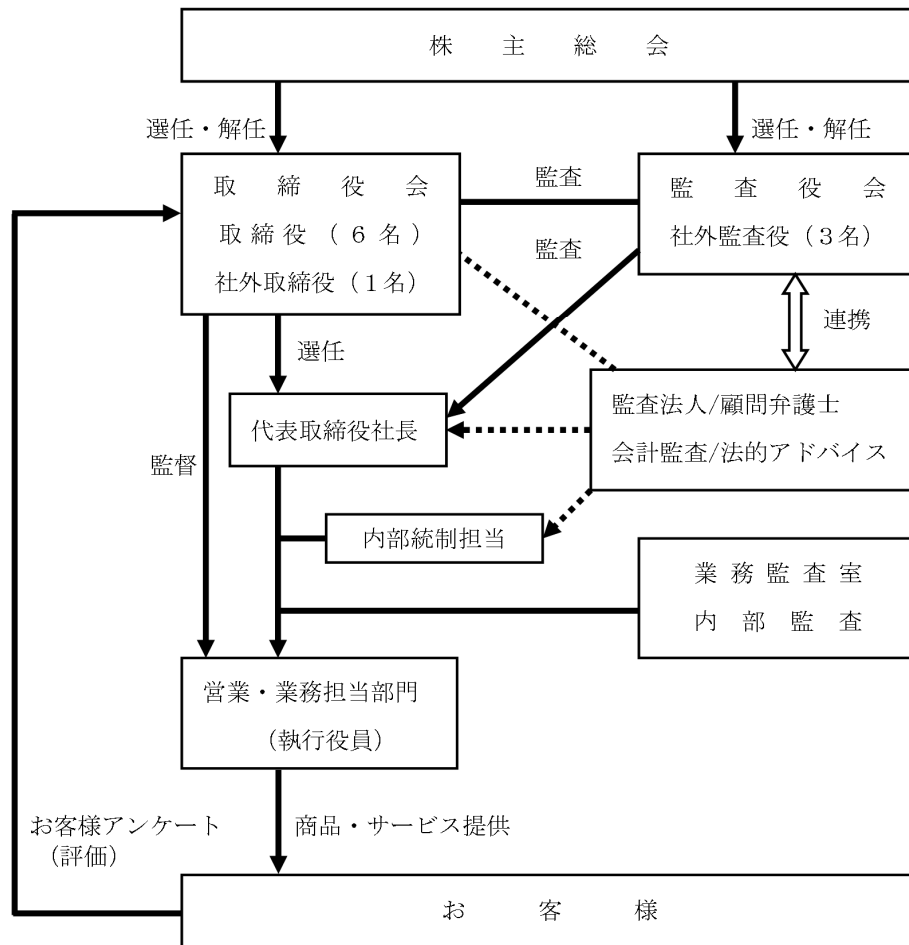 株主総会
選任・解任
選任・解任
取締役会
取締役（６名）
社外取締役（１名）
監査
監査
監査役会
社外監査役（３名）
選任
連携
代表取締役社長
監査法人/顧問弁護士
会計監査/法的アドバイス
監督
内部統制担当
業務監査室
内部監査
営業・業務担当部門
（執行役員）
お客様アンケート
（評価）
商品・サービス提供
お客様